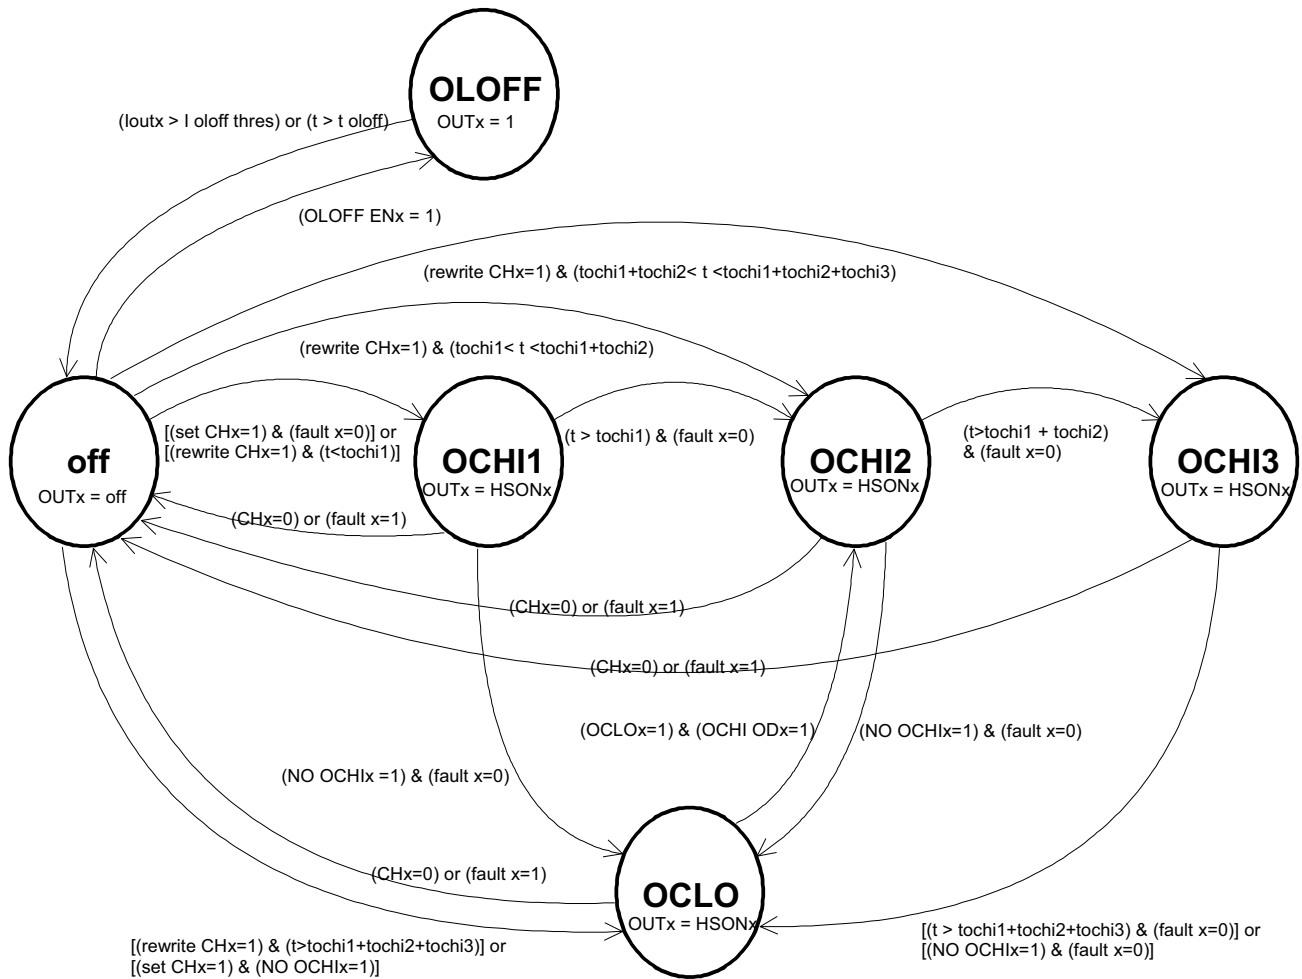 OLOFF
OUTx = 1
(Ioutx > I oloff thres) or (t > t oloff)
(OLOFF ENx = 1)
(rewrite CHx=1) & (tochi1+tochi2< t <tochi1+tochi2+tochi3)
(rewrite CHx=1) & (tochi1< t <tochi1+tochi2)
[(set CHx=1) & (fault x=0)] or
[(rewrite CHx=1) & (t<tochi1)]
(t > tochi1) & (fault x=0)
(t>tochi1 + tochi2)
& (fault x=0)
off
OUTx = off
OCHI1
OUTx = HSONx
OCHI2
OUTx = HSONx
OCHI3
OUTx = HSONx
(CHx=0) or (fault x=1)
(CHx=0) or (fault x=1)
(CHx=0) or (fault x=1)
(OCLOx=1) & (OCHI ODx=1)
(NO OCHIx=1) & (fault x=0)
(NO OCHIx =1) & (fault x=0)
(CHx=0) or (fault x=1)
OCLO
OUTx = HSONx
[(rewrite CHx=1) & (t>tochi1+tochi2+tochi3)] or
[(set CHx=1) & (NO OCHIx=1)]
[(t > tochi1+tochi2+tochi3) & (fault x=0)] or
[(NO OCHIx=1) & (fault x=0)]